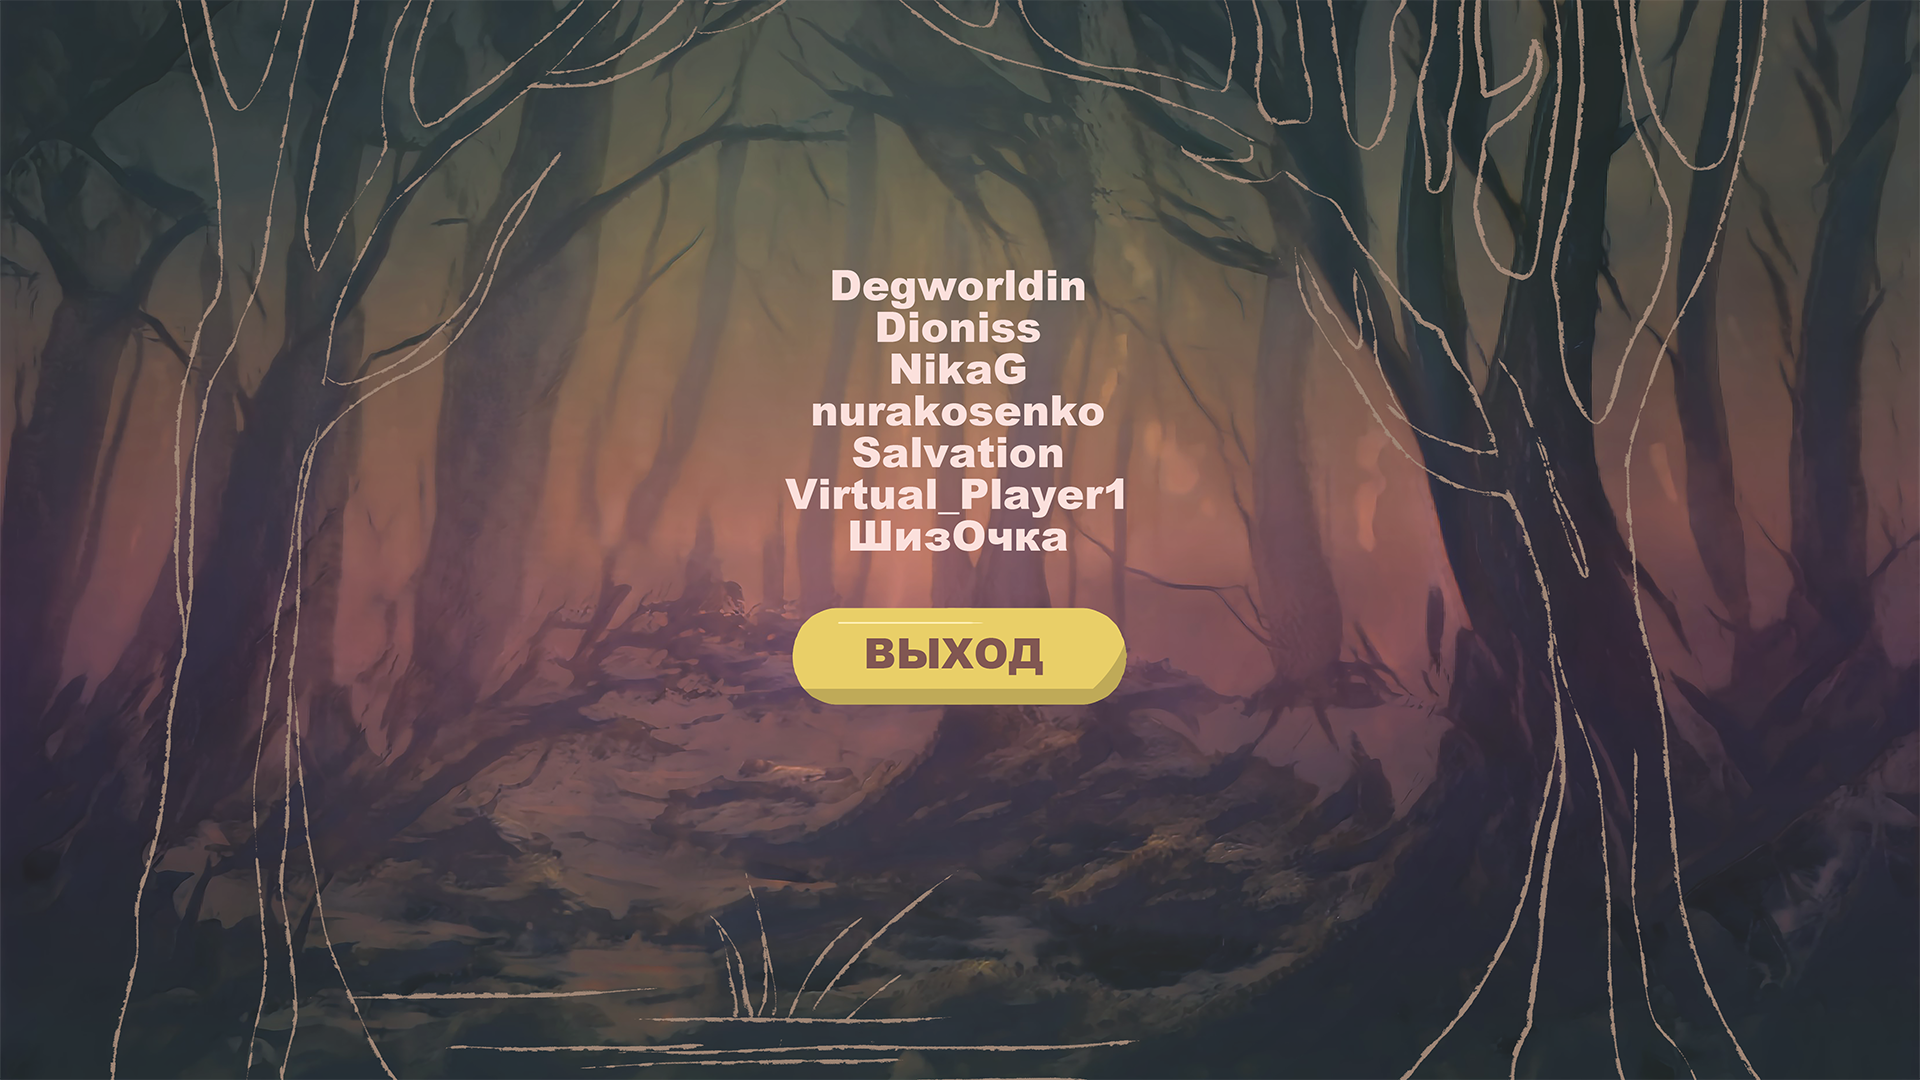 Degworldin
Dioniss
NikaG
nurakosenko
Salvation
Virtual_Player1
ШизОчка
ВЫХОД